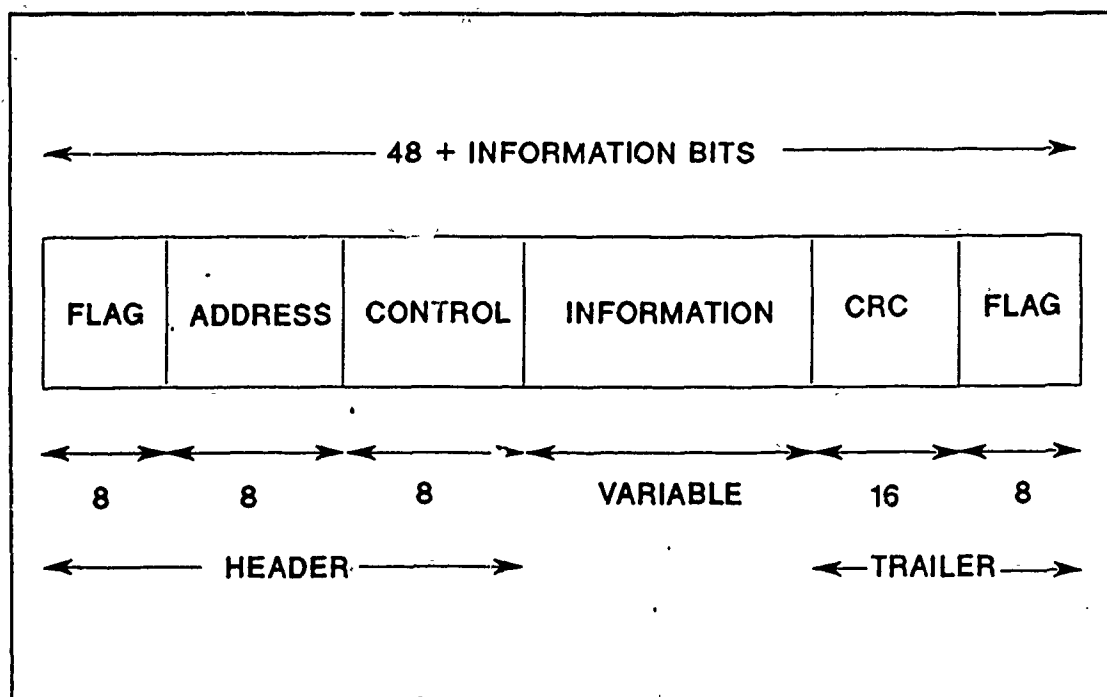 48 + INFORMATION BITS
FLAG ADDRESS CONTROL INFORMATION CRC FLAG
8 8 8 VARIABLE 16 8
HEADER TRAILER